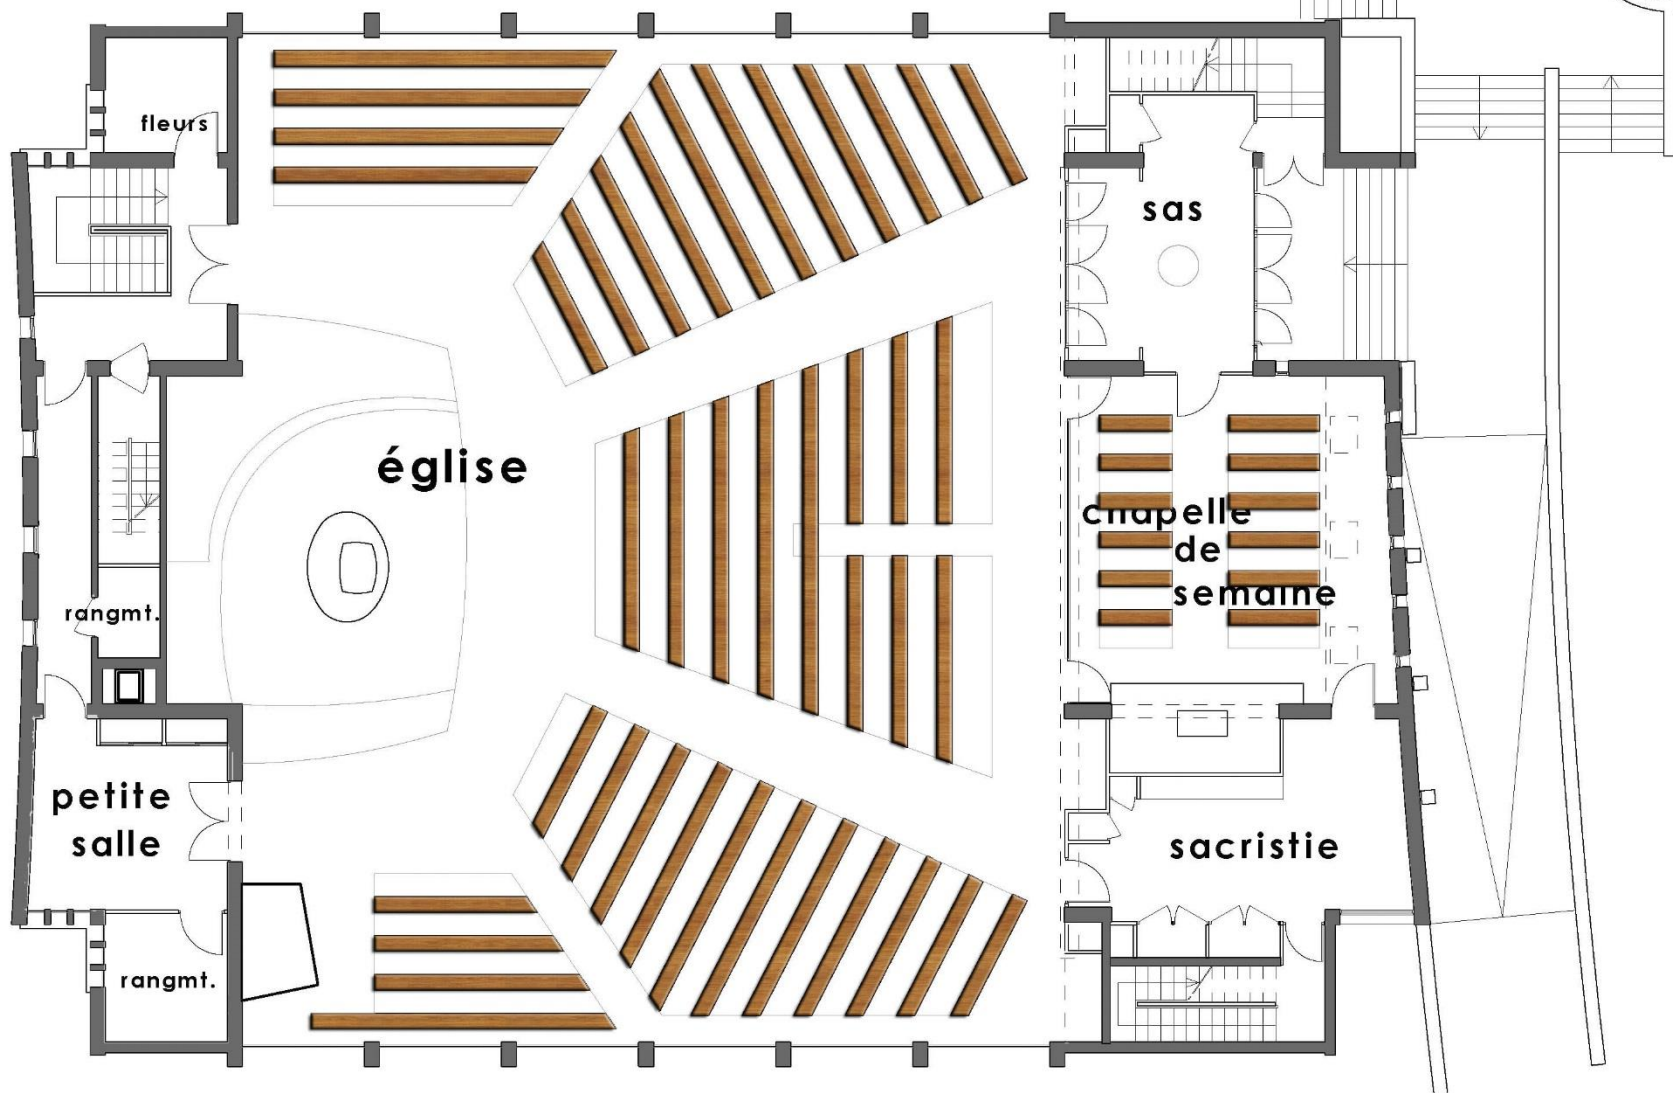 fleurs
sas
église
chapelle
de
semaine
rangmt.
petite
salle
sacristie
rangmt.